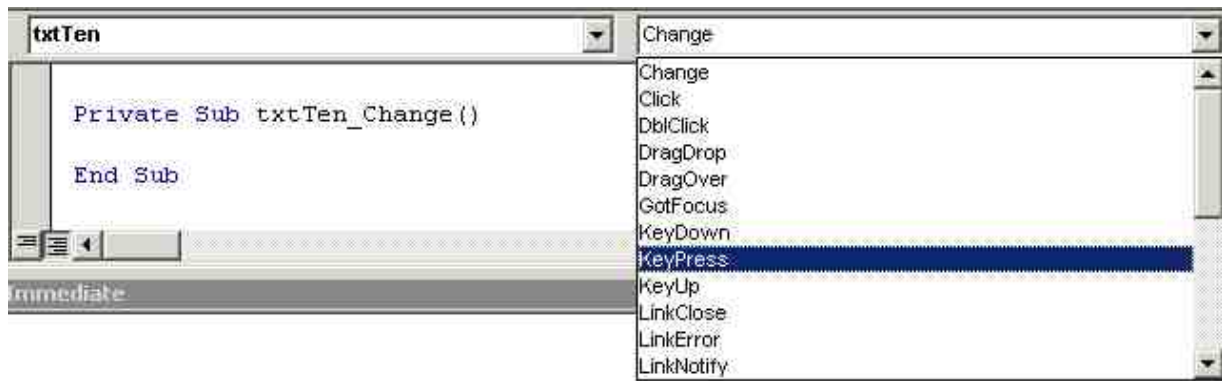 txtTen
Change
Private Sub txtTen_Change()
End Sub
Immediate
Change
Click
DblClick
DragDrop
DragOver
GotFocus
KeyDown
KeyPress
KeyUp
LinkClose
LinkError
LinkNotify